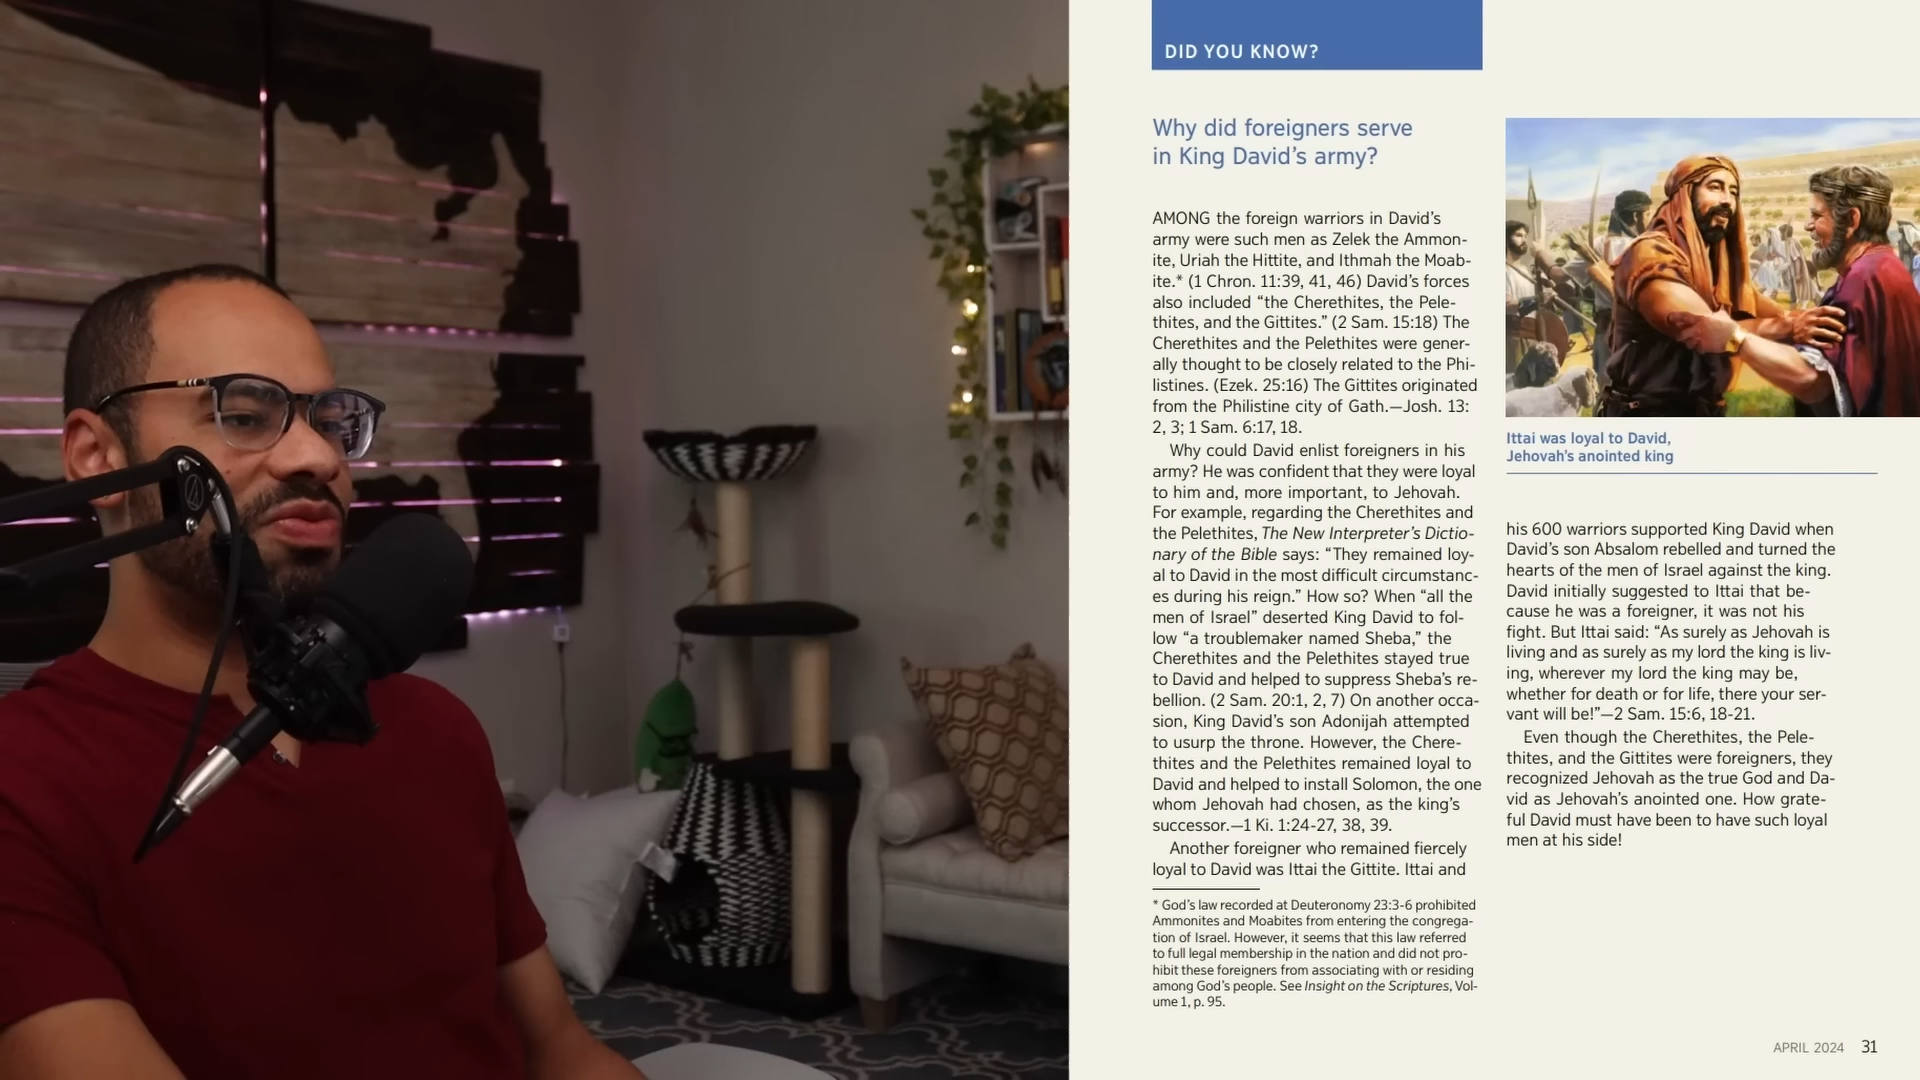 DID YOU KNOW?
Why did foreigners serve
in King David’s army?
AMONG the foreign warriors in David’s
army were such men as Zelek the Ammon-
ite, Uriah the Hittite, and Ithmah the Moab-
ite.* (1 Chron. 11:39, 41, 46) David’s forces
also included “the Cherethites, the Pele-
thites, and the Gittites.” (2 Sam. 15:18) The
Cherethites and the Pelethites were gener-
ally thought to be closely related to the Phi-
listines. (Ezek. 25:16) The Gittites originated
from the Philistine city of Gath.—Josh. 13:
2, 3; 1 Sam. 6:17, 18.
Why could David enlist foreigners in his
army? He was confident that they were loyal
to him and, more important, to Jehovah.
For example, regarding the Cherethites and
the Pelethites, The New Interpreter’s Dictio-
nary of the Bible says: “They remained loy-
al to David in the most difficult circumstanc-
es during his reign.” How so? When “all the
men of Israel” deserted King David to fol-
low “a troublemaker named Sheba,” the
Cherethites and the Pelethites stayed true
to David and helped to suppress Sheba’s re-
bellion. (2 Sam. 20:1, 2, 7) On another occa-
sion, King David’s son Adonijah attempted
to usurp the throne. However, the Chere-
thites and the Pelethites remained loyal to
David and helped to install Solomon, the one
whom Jehovah had chosen, as the king’s
successor.—1 Ki. 1:24-27, 38, 39.
Another foreigner who remained fiercely
loyal to David was Ittai the Gittite. Ittai and
* God’s law recorded at Deuteronomy 23:3-6 prohibited
Ammonites and Moabites from entering the congrega-
tion of Israel. However, it seems that this law referred
to full legal membership in the nation and did not pro-
hibit these foreigners from associating with or residing
among God’s people. See Insight on the Scriptures, Vol-
ume 1, p. 95.
Ittai was loyal to David,
Jehovah’s anointed king
his 600 warriors supported King David when
David’s son Absalom rebelled and turned the
hearts of the men of Israel against the king.
David initially suggested to Ittai that be-
cause he was a foreigner, it was not his
fight. But Ittai said: “As surely as Jehovah is
living and as surely as my lord the king is liv-
ing, wherever my lord the king may be,
whether for death or for life, there your ser-
vant will be!”—2 Sam. 15:6, 18-21.
Even though the Cherethites, the Pele-
thites, and the Gittites were foreigners, they
recognized Jehovah as the true God and Da-
vid as Jehovah’s anointed one. How grate-
ful David must have been to have such loyal
men at his side!
APRIL 2024 31